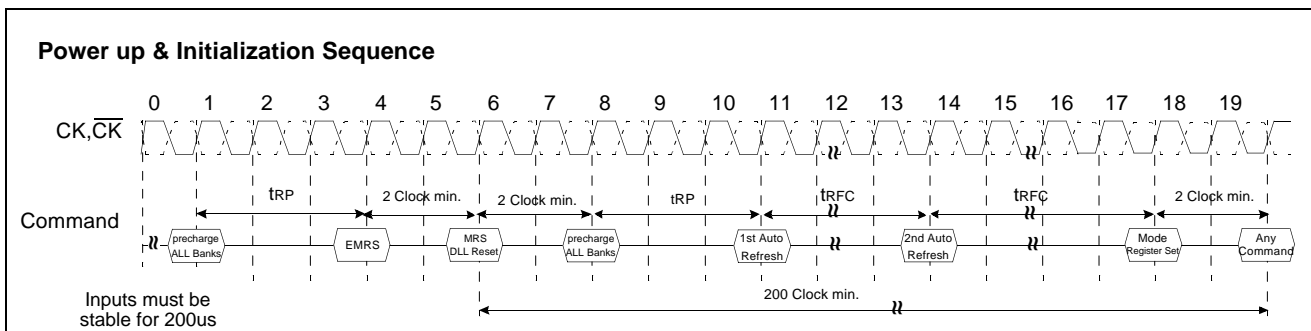 Power up & Initialization Sequence
0 1 2 3 4 5 6 7 8 9 10 11 12 13 14 15 16 17 18 19
CK,CK
tRP 2 Clock min. 2 Clock min. tRP tRFC tRFC 2 Clock min.
Command
precharge
ALL Banks
EMRS
MRS
DLL Reset
precharge
ALL Banks
1st Auto
Refresh
2nd Auto
Refresh
Mode
Register Set
Any
Command
200 Clock min.
Inputs must be
stable for 200us